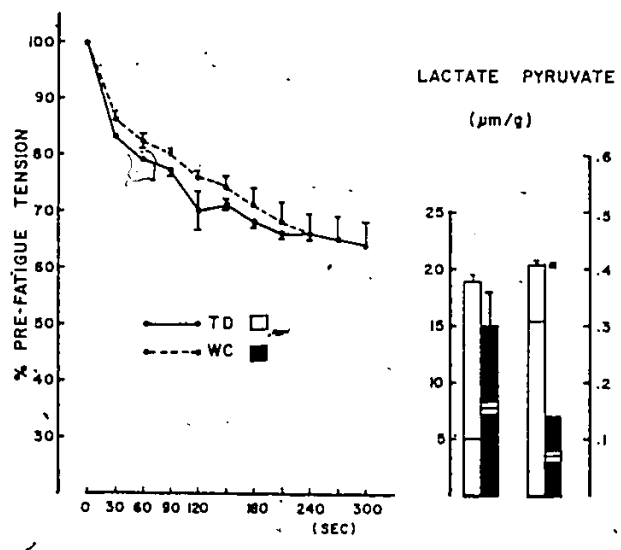 % PRE-FATIGUE TENSION
100
90
80
70
60
50
40
30
TD
WC
0 30 60 90 120 180 240 300
(SEC)
LACTATE PYRUVATE
(µm/g)
25
20
15
10
5
.6
.5
.4
.3
.2
.1